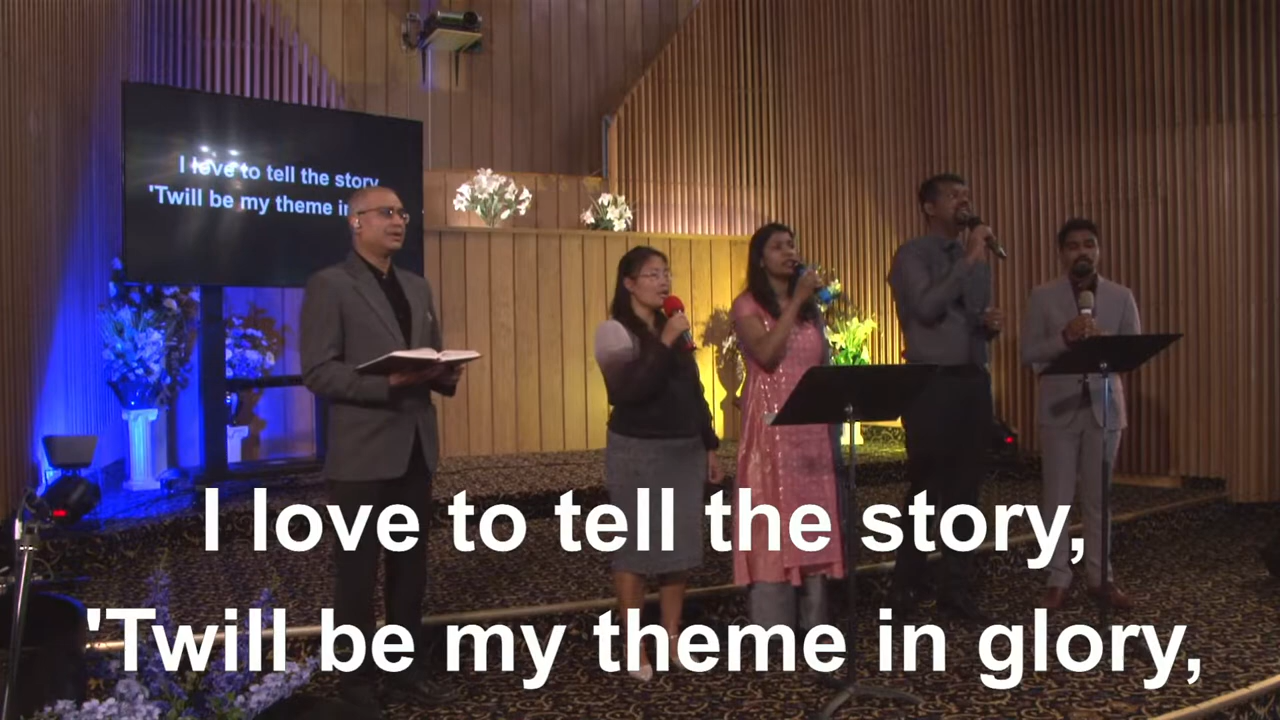 I love to tell the story
'Twill be my theme in
I love to tell the story,
'Twill be my theme in glory,